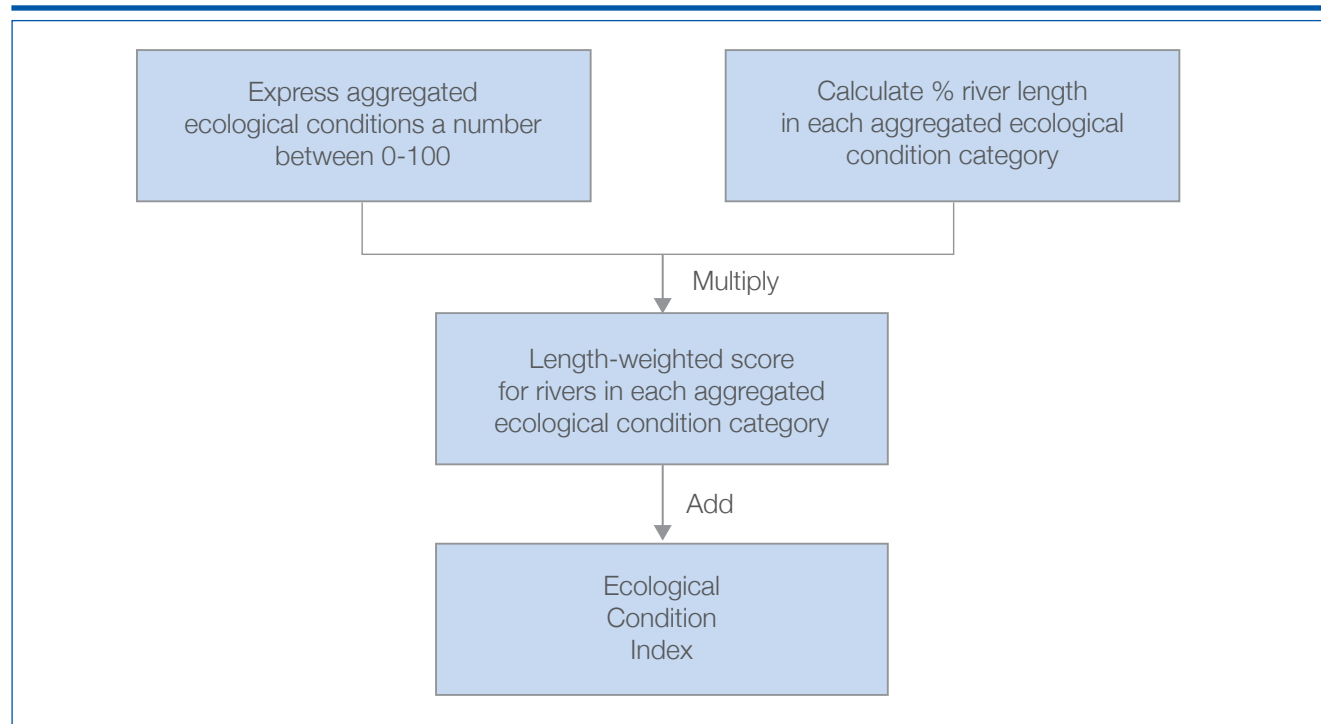 Express aggregated
ecological conditions a number
between 0-100
Calculate % river length
in each aggregated ecological
condition category
Multiply
Length-weighted score
for rivers in each aggregated
ecological condition category
Add
Ecological
Condition
Index